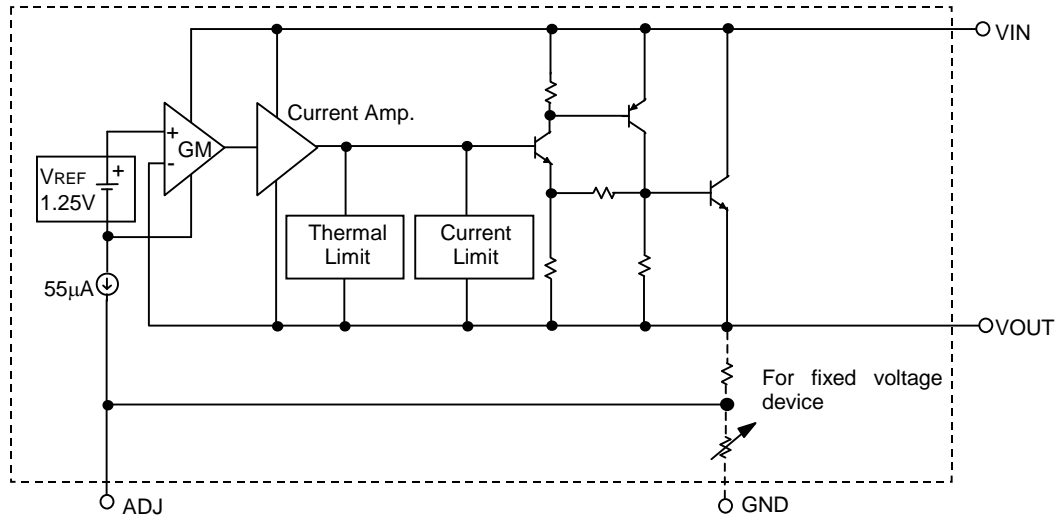 VIN
Current Amp.
+
GM
-
VREF +
1.25V
Thermal
Limit
Current
Limit
55μA
VOUT
For fixed voltage
device
ADJ
GND